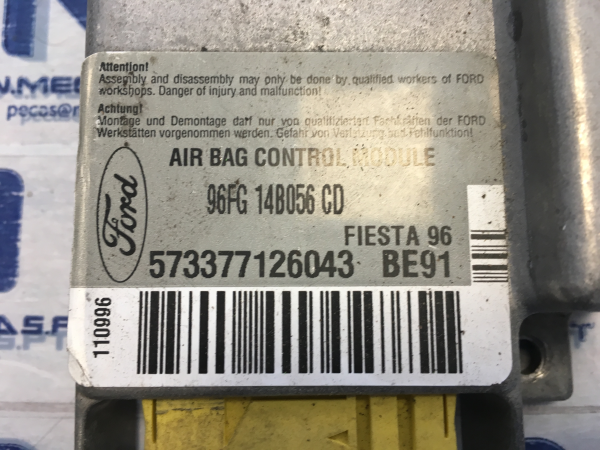 Attention!
Assembly and disassembly may only be done by qualified workers of FORD
workshops. Danger of injury and malfunction!
Achtung!
Montage und Demontage darf nur von qualifizierten Fachkräften der FORD
Werkstätten vorgenommen werden. Gefahr von Verletzung und Fehlfunktion!
AIR BAG CONTROL MODULE
Ford
96FG 14B056 CD
FIESTA 96
573377126043 BE91
110996